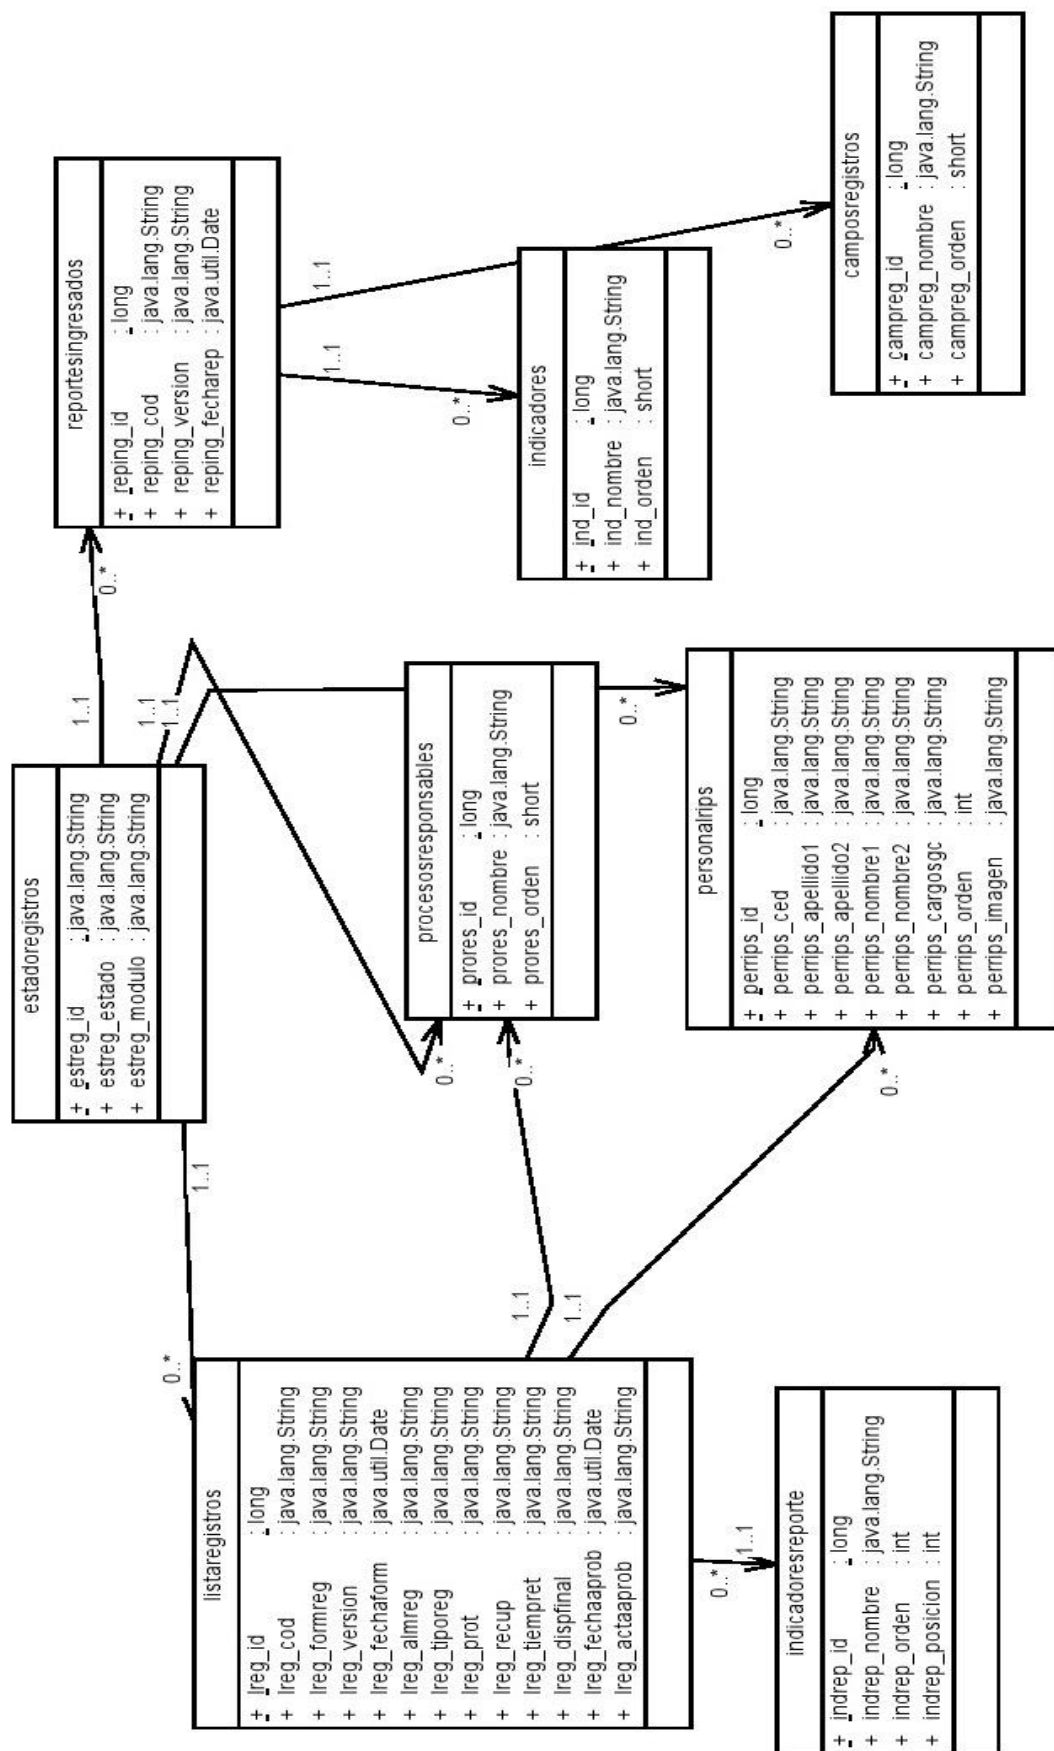 estadoregistros
+ estreg_id : java.lang.String
+ estreg_estado : java.lang.String
+ estreg_modulo : java.lang.String
1..1
0..*
1..1
1..1
1..1
0..*
reportesingresados
+ reping_id : long
+ reping_cod : java.lang.String
+ reping_version : java.lang.String
+ reping_fecharep : java.util.Date
1..1
0..*
1..1
0..*
listaregistros
+ lreg_id : long
+ lreg_cod : java.lang.String
+ lreg_formreg : java.lang.String
+ lreg_version : java.lang.String
+ lreg_fechaform : java.util.Date
+ lreg_almreg : java.lang.String
+ lreg_tiporeg : java.lang.String
+ lreg_prot : java.lang.String
+ lreg_recup : java.lang.String
+ lreg_tiempret : java.lang.String
+ lreg_dispfinal : java.lang.String
+ lreg_fechaaprob : java.util.Date
+ lreg_actaaprob : java.lang.String
1..1
1..1
0..*
1..1
procesosresponsables
+ prores_id : long
+ prores_nombre : java.lang.String
+ prores_orden : short
0..*
0..*
0..*
indicadores
+ ind_id : long
+ ind_nombre : java.lang.String
+ ind_orden : short
personalrips
+ perrips_id : long
+ perrips_ced : java.lang.String
+ perrips_apellido1 : java.lang.String
+ perrips_apellido2 : java.lang.String
+ perrips_nombre1 : java.lang.String
+ perrips_nombre2 : java.lang.String
+ perrips_cargosgc : java.lang.String
+ perrips_orden : int
+ perrips_imagen : java.lang.String
0..*
indicadoresreporte
+ indrep_id : long
+ indrep_nombre : java.lang.String
+ indrep_orden : int
+ indrep_posicion : int
camposregistros
+ campreg_id : long
+ campreg_nombre : java.lang.String
+ campreg_orden : short